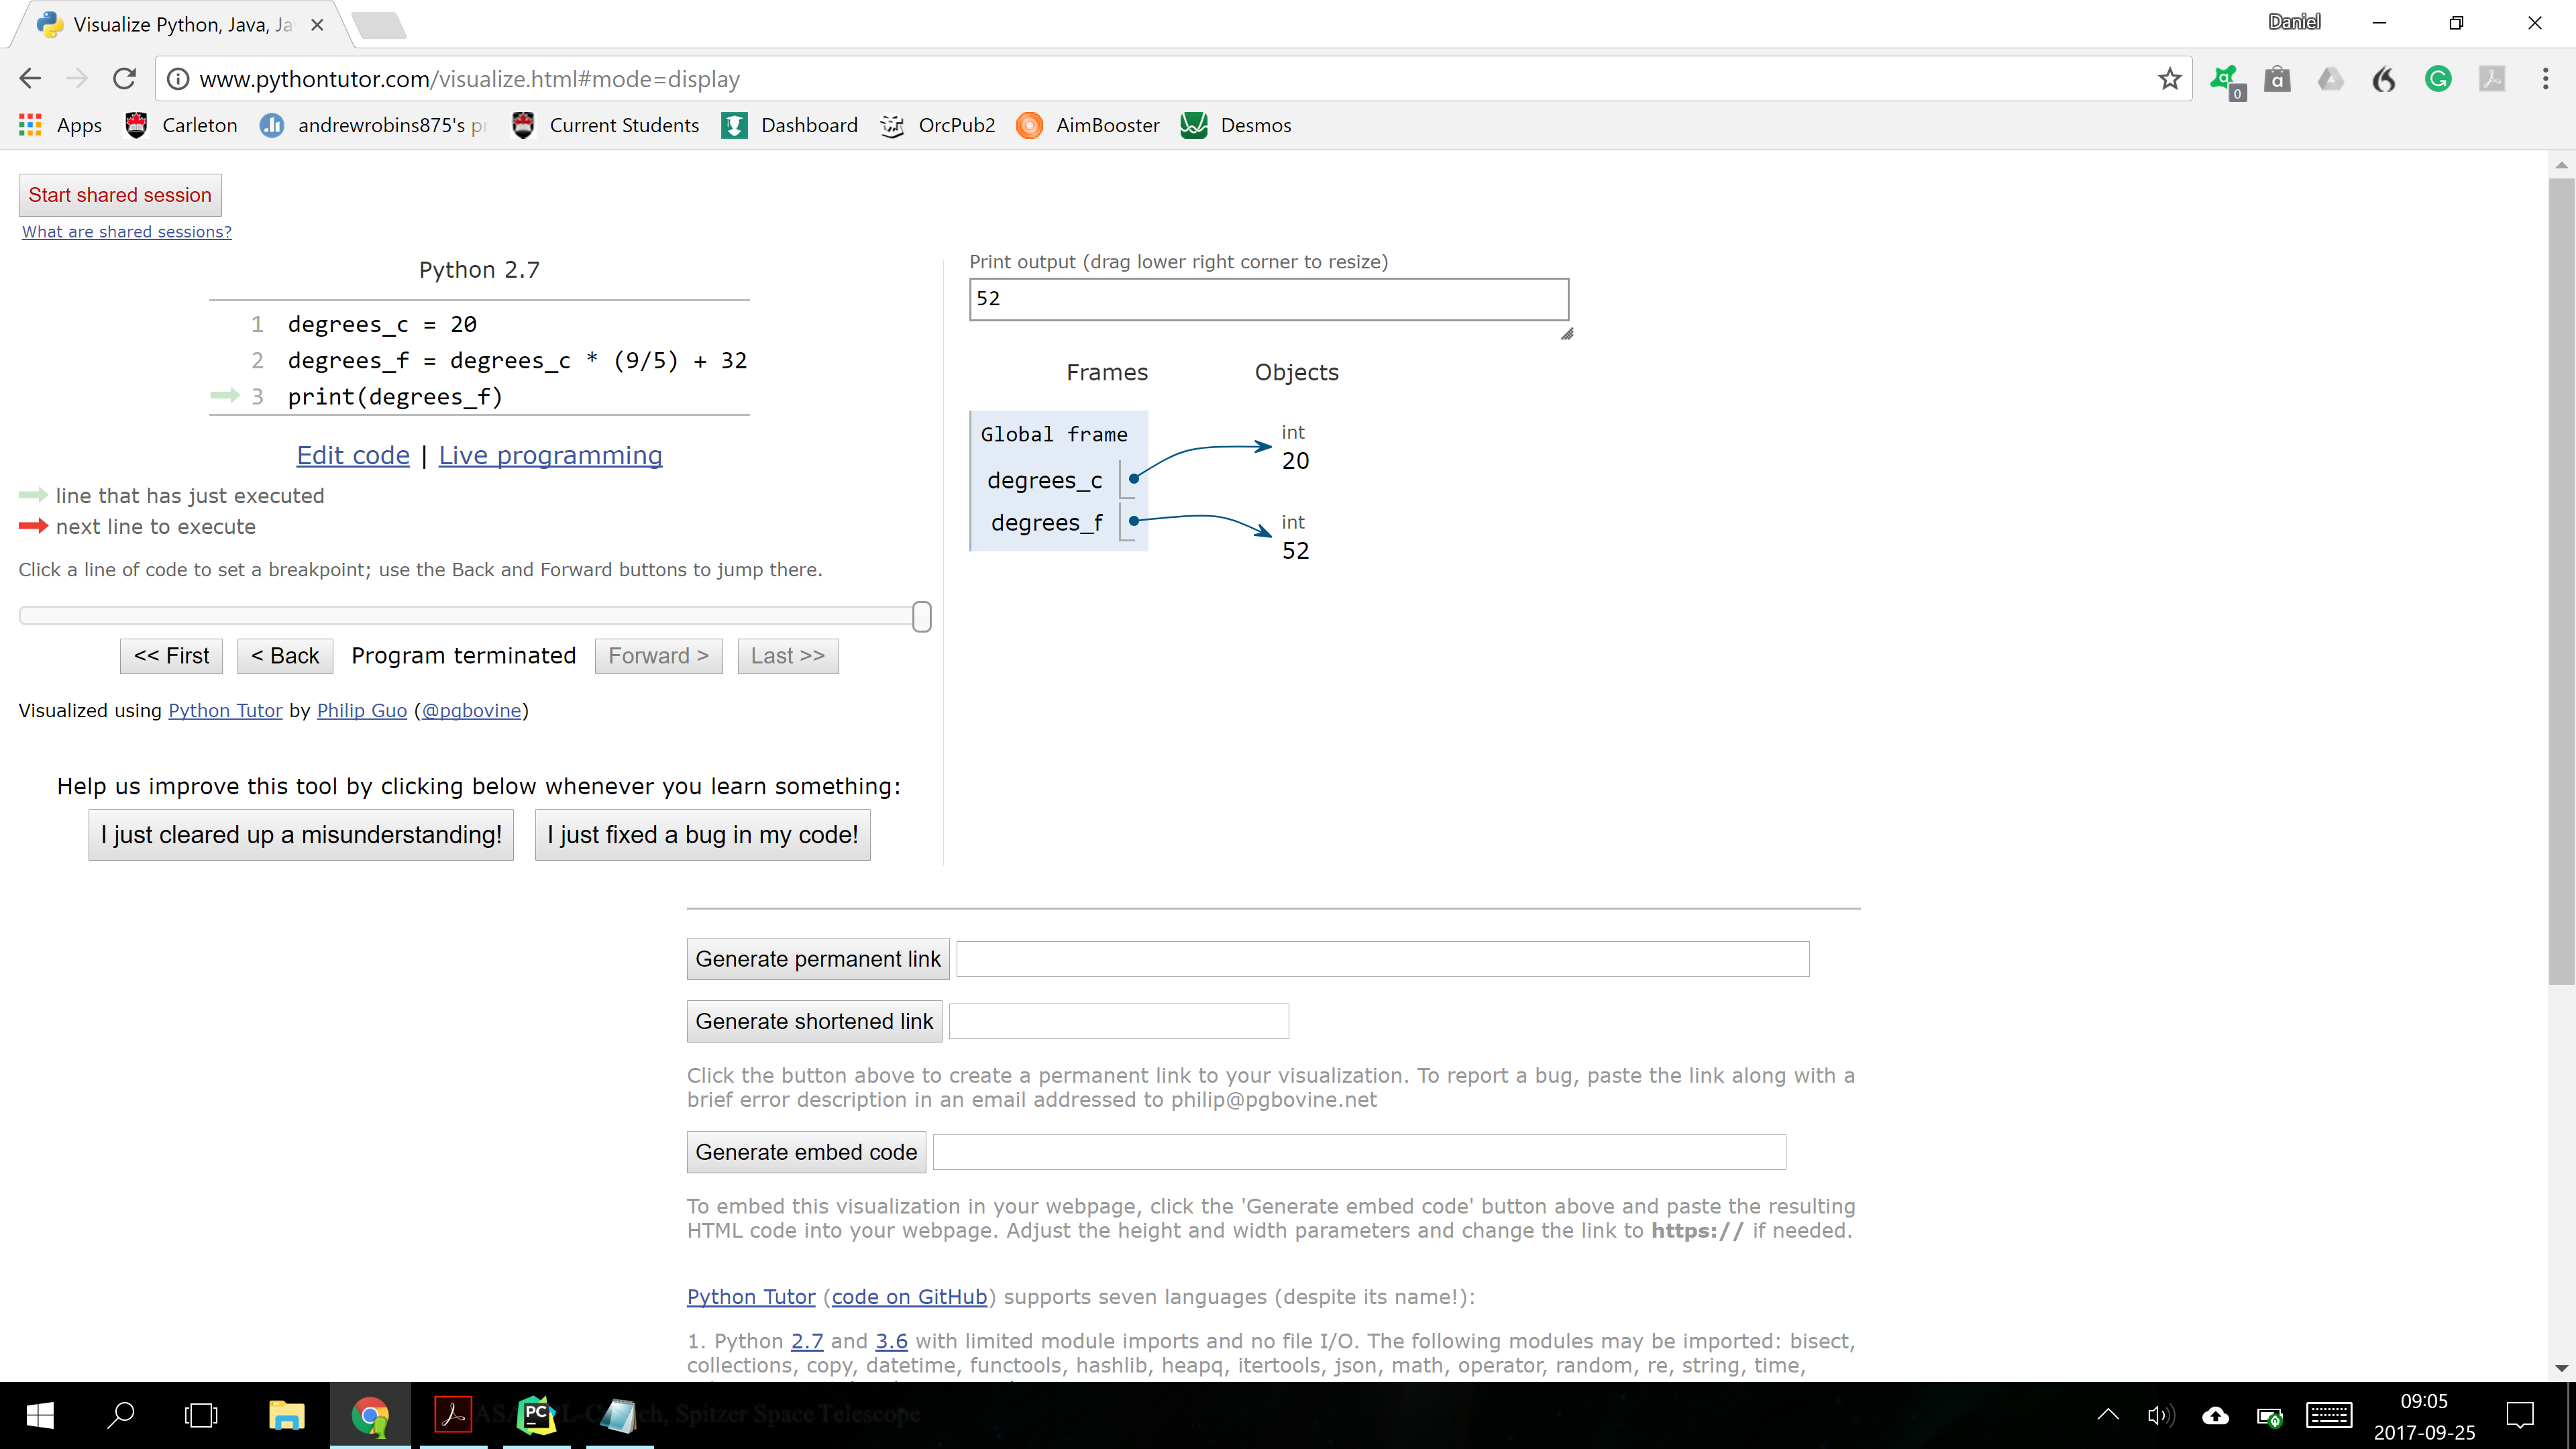 Visualize Python, Java, Ja
Daniel
www.pythontutor.com/visualize.html#mode=display
0
Apps
Carleton
andrewrobins875's pr
Current Students
Dashboard
OrcPub2
AimBooster
Desmos
Start shared session
What are shared sessions?
Python 2.7
1 degrees_c = 20
2 degrees_f = degrees_c * (9/5) + 32
3 print(degrees_f)
Edit code | Live programming
line that has just executed
next line to execute
Click a line of code to set a breakpoint; use the Back and Forward buttons to jump there.
<< First
< Back
Program terminated
Forward >
Last >>
Visualized using Python Tutor by Philip Guo (@pgbovine)
Help us improve this tool by clicking below whenever you learn something:
I just cleared up a misunderstanding!
I just fixed a bug in my code!
Print output (drag lower right corner to resize)
52
Frames
Objects
Global frame
degrees_c
degrees_f
int
20
int
52
Generate permanent link
Generate shortened link
Click the button above to create a permanent link to your visualization. To report a bug, paste the link along with a
brief error description in an email addressed to philip@pgbovine.net
Generate embed code
To embed this visualization in your webpage, click the 'Generate embed code' button above and paste the resulting
HTML code into your webpage. Adjust the height and width parameters and change the link to https:// if needed.
Python Tutor (code on GitHub) supports seven languages (despite its name!):
1. Python 2.7 and 3.6 with limited module imports and no file I/O. The following modules may be imported: bisect,
collections, copy, datetime, functools, hashlib, heapq, itertools, json, math, operator, random, re, string, time,
PC
Spitzer Space Telescope
09:05
2017-09-25